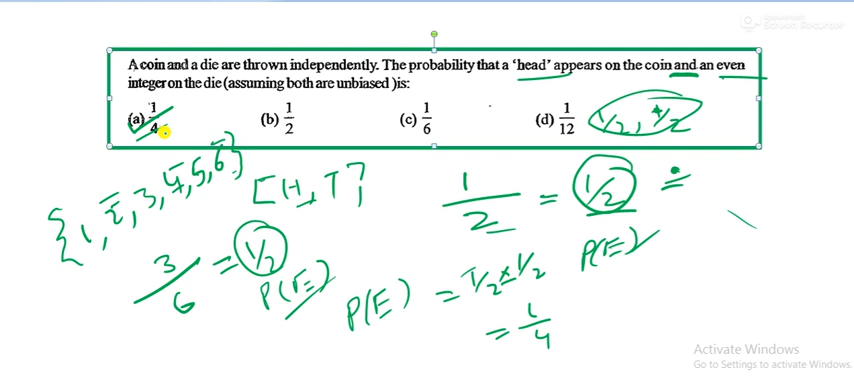 Screen Recorder
A coin and a die are thrown independently. The probability that a 'head' appears on the coin and an even
integer on the die (assuming both are unbiased )is:
(a) 1/4 (b) 1/2 (c) 1/6 (d) 1/12 1/2, 1/2
{1, 2, 3, 4, 5, 6} [H, T] 1/2 = 1/2
3/6 = 1/2 P(E) P(E)
P(E) = 1/2 × 1/2
= 1/4
Activate Windows
Go to Settings to activate Windows.